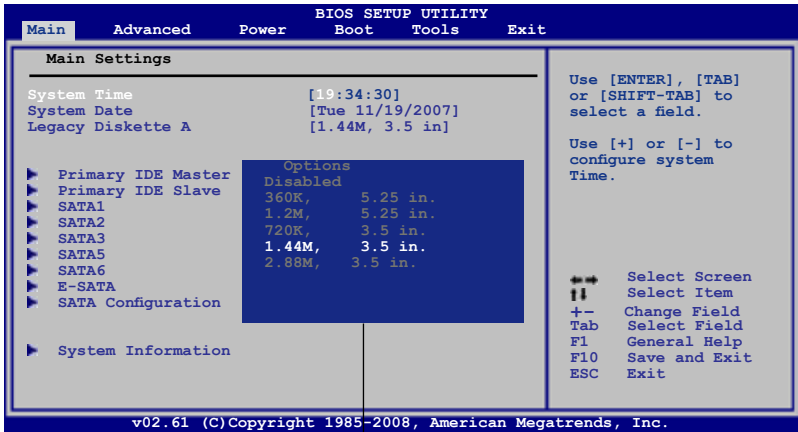 BIOS SETUP UTILITY
Main Advanced Power Boot Tools Exit
Main Settings
System Time [19:34:30]
System Date [Tue 11/19/2007]
Legacy Diskette A [1.44M, 3.5 in]
Primary IDE Master
Primary IDE Slave
SATA1
SATA2
SATA3
SATA5
SATA6
E-SATA
SATA Configuration
System Information
Options
Disabled
360K, 5.25 in.
1.2M, 5.25 in.
720K, 3.5 in.
1.44M, 3.5 in.
2.88M, 3.5 in.
Use [ENTER], [TAB]
or [SHIFT-TAB] to
select a field.
Use [+] or [-] to
configure system
Time.
Select Screen
Select Item
+- Change Field
Tab Select Field
F1 General Help
F10 Save and Exit
ESC Exit
v02.61 (C)Copyright 1985-2008, American Megatrends, Inc.